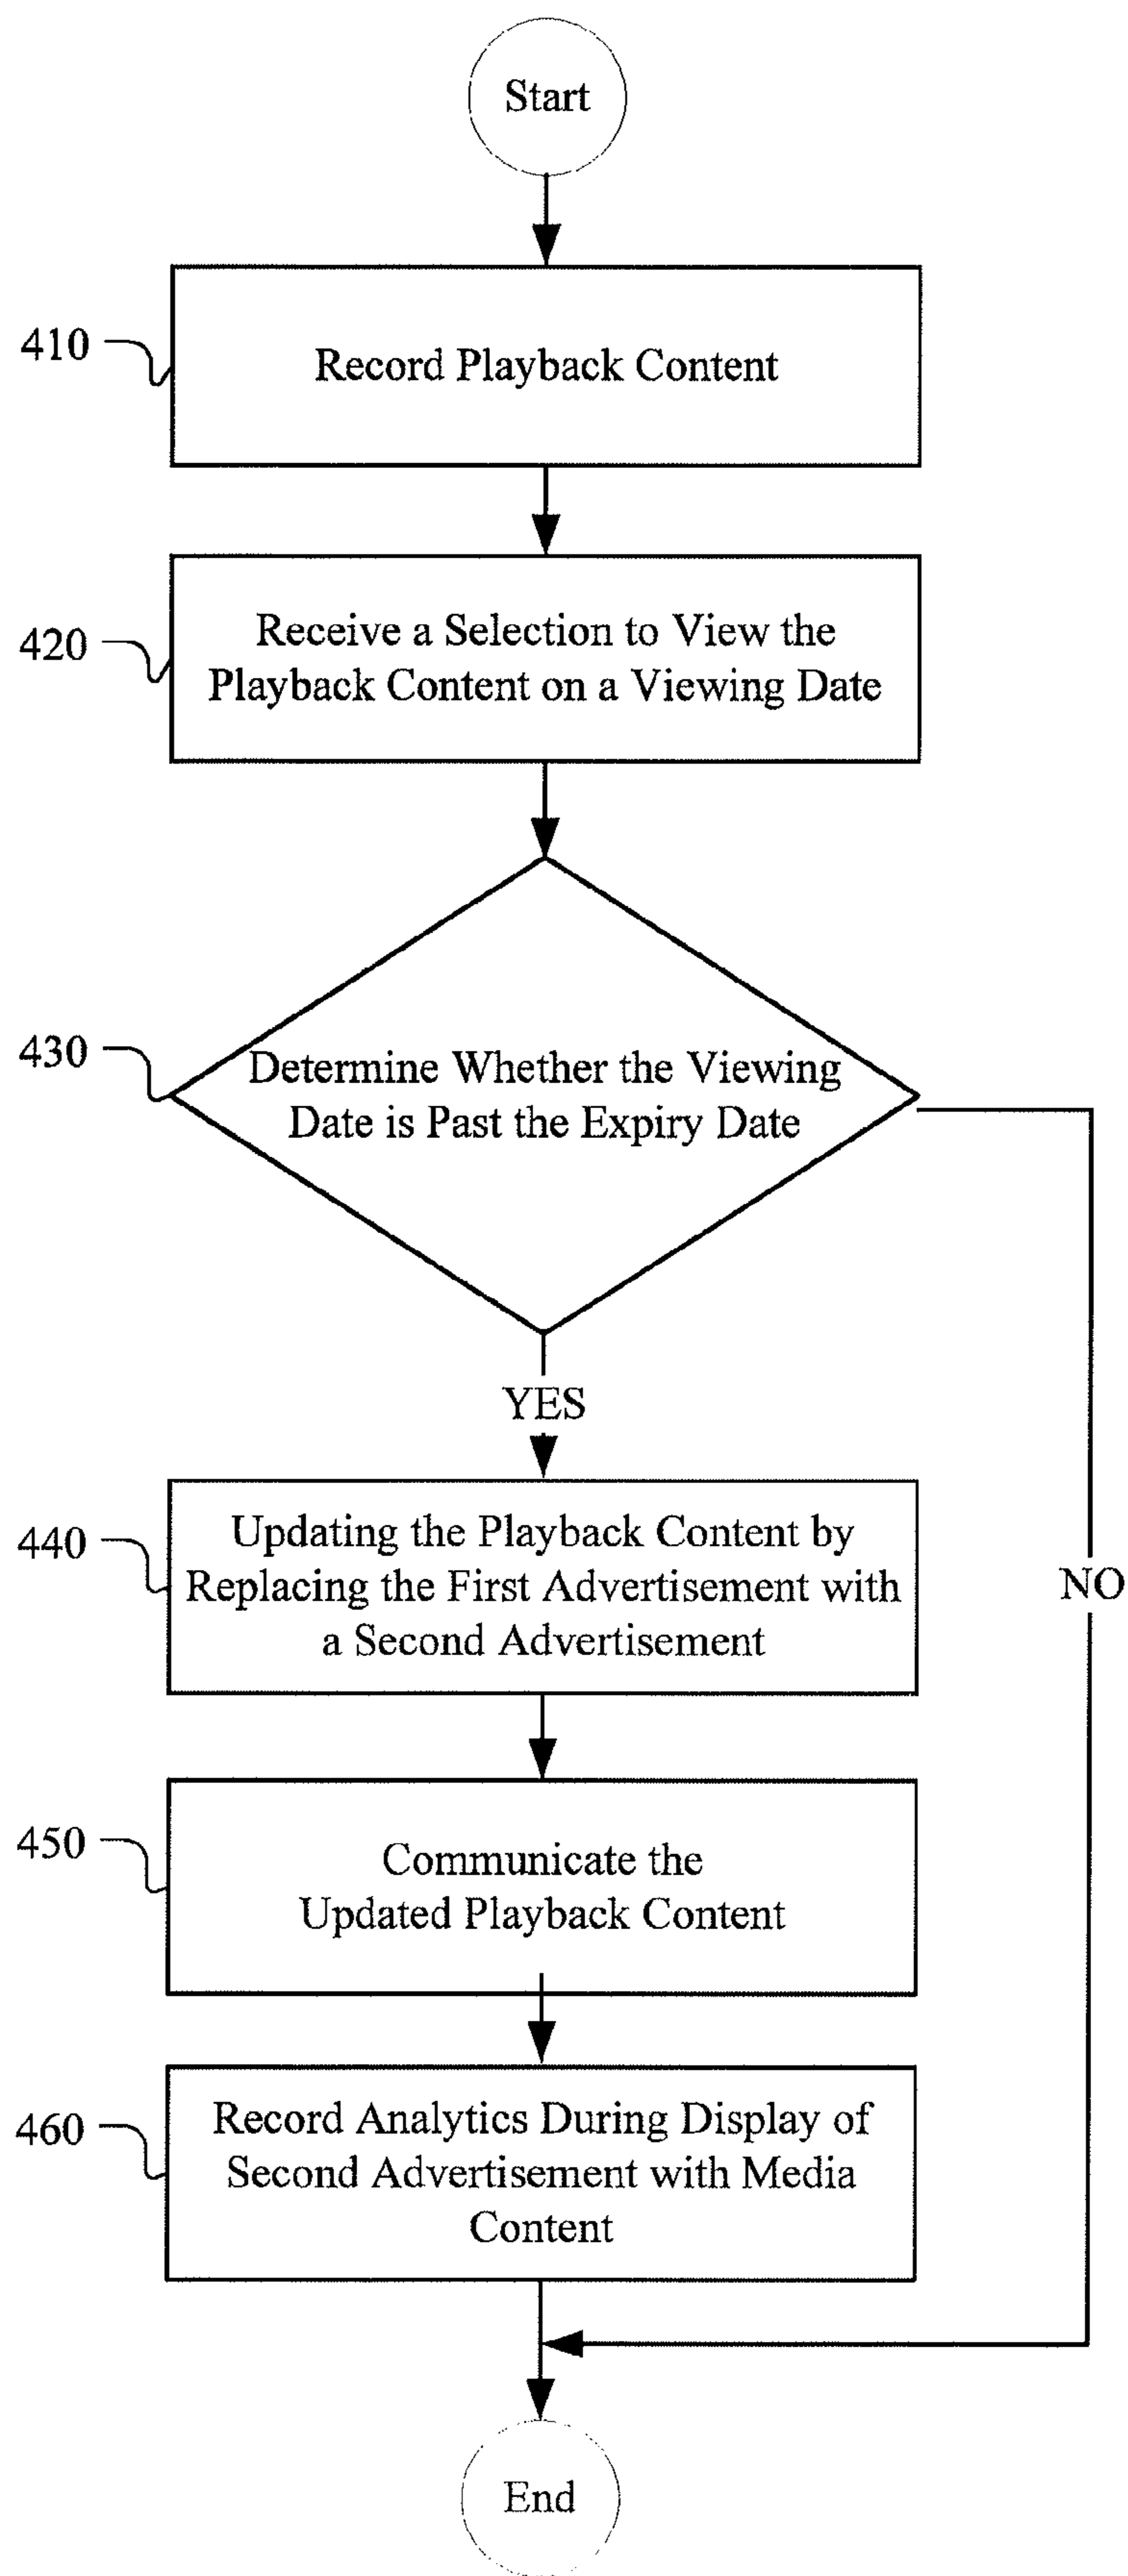 Start
410
Record Playback Content
420
Receive a Selection to View the
Playback Content on a Viewing Date
430
Determine Whether the Viewing
Date is Past the Expiry Date
YES
440
Updating the Playback Content by
Replacing the First Advertisement with
a Second Advertisement
NO
450
Communicate the
Updated Playback Content
460
Record Analytics During Display of
Second Advertisement with Media
Content
End